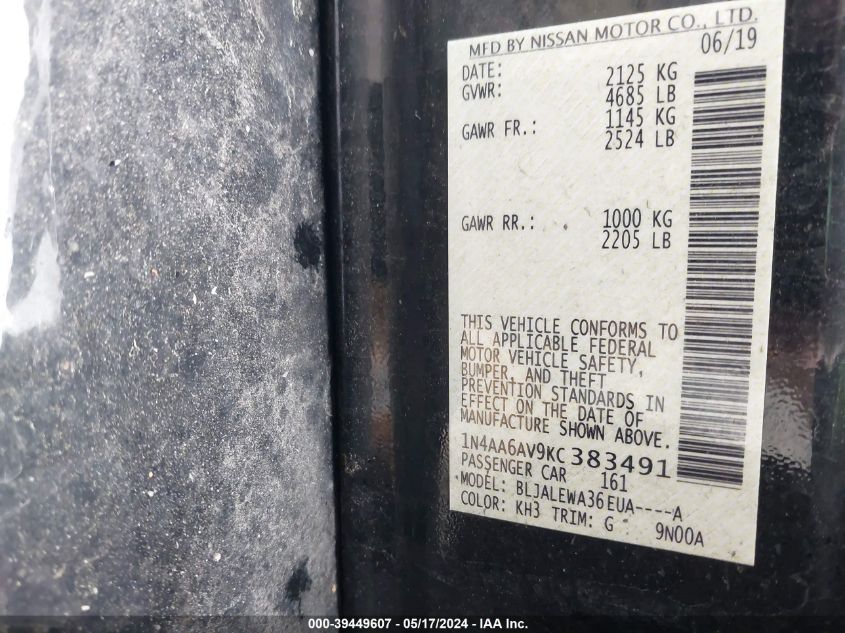 MFD BY NISSAN MOTOR CO., LTD.
DATE: 06/19
GVWR: 2125 KG
4685 LB
GAWR FR.: 1145 KG
2524 LB
GAWR RR.: 1000 KG
2205 LB
THIS VEHICLE CONFORMS TO
ALL APPLICABLE FEDERAL
MOTOR VEHICLE SAFETY,
BUMPER, AND THEFT
PREVENTION STANDARDS IN
EFFECT ON THE DATE OF
MANUFACTURE SHOWN ABOVE.
1N4AA6AV9KC383491
PASSENGER CAR 161
MODEL: BLJALEWA36EUA----A
COLOR: KH3 TRIM: G 9N00A
000-39449607 - 05/17/2024 - IAA Inc.